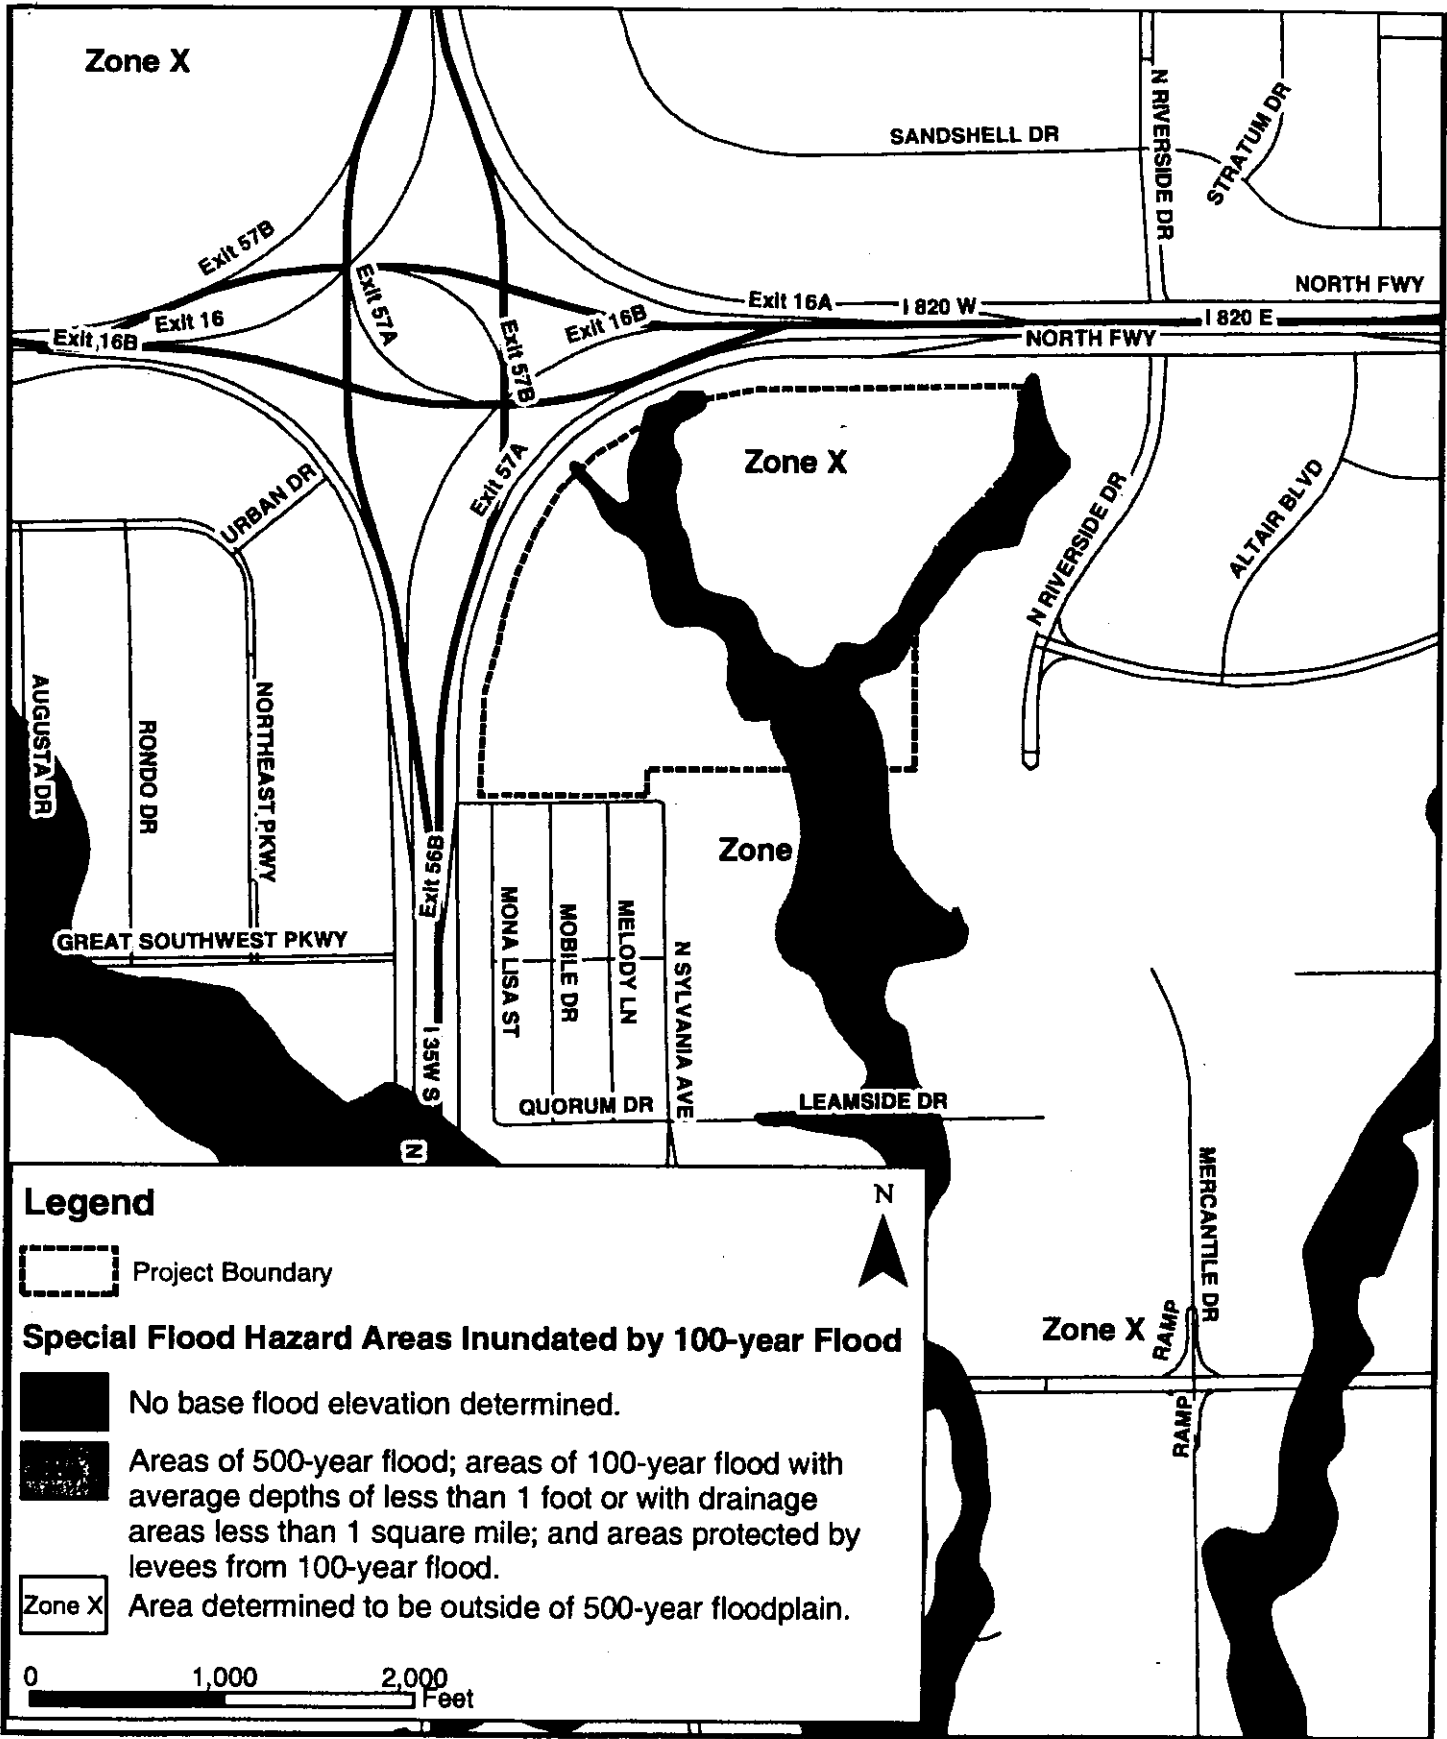 Zone X
SANDSHELL DR
N RIVERSIDE DR
STRATUM DR
Exit 57B
Exit 57A
Exit 16
Exit 16B
Exit 16B
Exit 57B
Exit 16A
I 820 W
NORTH FWY
I 820 E
NORTH FWY
Zone X
Exit 57A
URBAN DR
N RIVERSIDE DR
ALTAIR BLVD
AUGUSTA DR
RONDO DR
NORTHEAST PKWY
Exit 56B
Zone
GREAT SOUTHWEST PKWY
MONA LISA ST
MOBILE DR
MELODY LN
N SYLVANIA AVE
I 35W S
QUORUM DR
LEAMSIDE DR
N
MERCANTILE DR
Zone X
RAMP
RAMP
Legend
N
Project Boundary
Special Flood Hazard Areas Inundated by 100-year Flood
No base flood elevation determined.
Areas of 500-year flood; areas of 100-year flood with
average depths of less than 1 foot or with drainage
areas less than 1 square mile; and areas protected by
levees from 100-year flood.
Zone X
Area determined to be outside of 500-year floodplain.
0 1,000 2,000
Feet